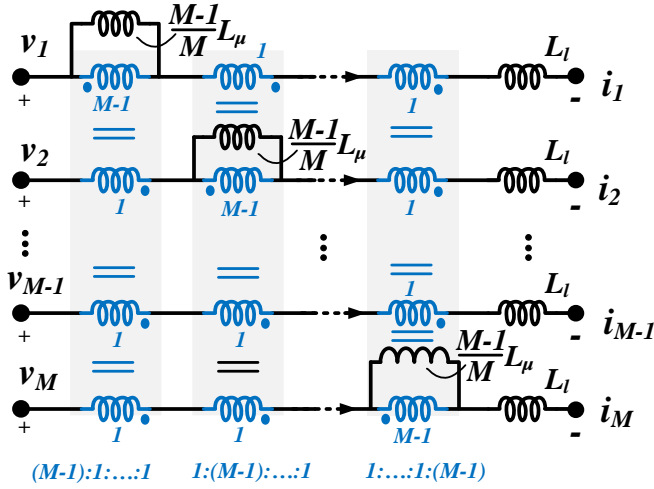 M-1/M Lμ
v1 1 Ll
+ M-1 1 - i1
v2 M-1/M Lμ Ll
+ 1 M-1 1 - i2
⋮ ⋮ ⋮ ⋮
vM-1 1 Ll
+ 1 1 - iM-1
vM M-1/M Lμ Ll
+ 1 1 M-1 - iM
(M-1):1:…:1 1:(M-1):…:1 1:…:1:(M-1)